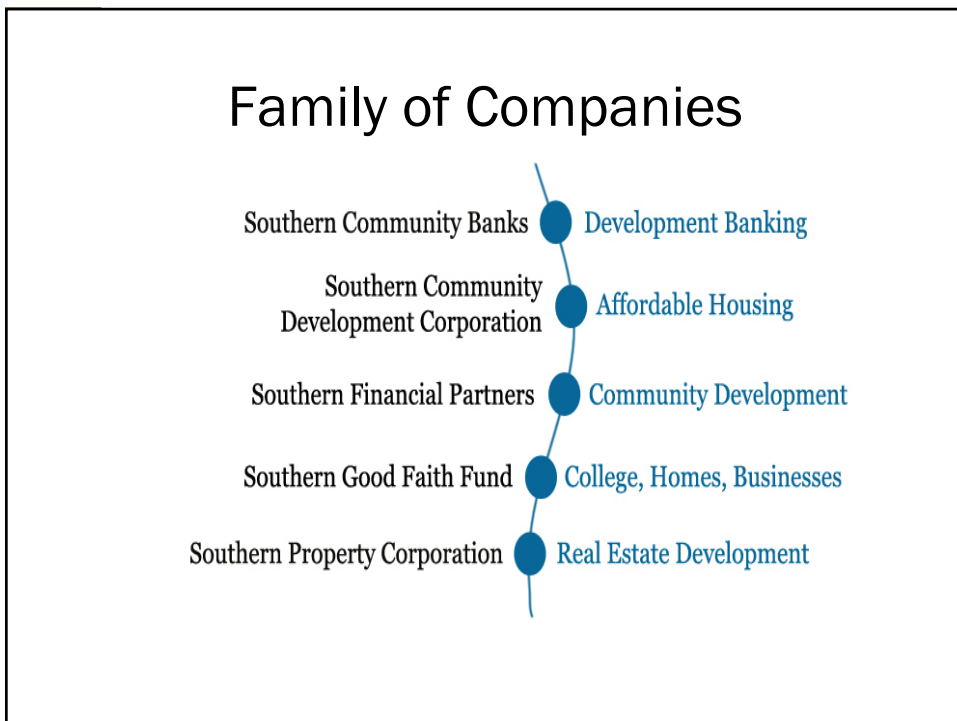 Family of Companies
Southern Community Banks Development Banking
Southern Community
Development Corporation Affordable Housing
Southern Financial Partners Community Development
Southern Good Faith Fund College, Homes, Businesses
Southern Property Corporation Real Estate Development